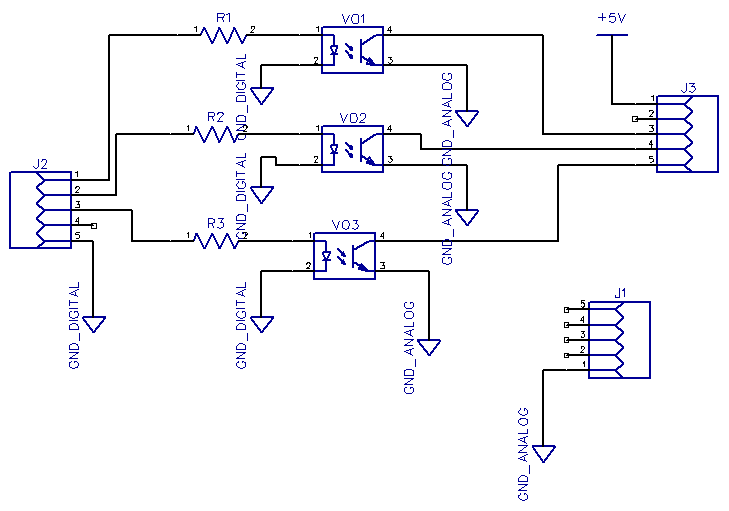 R1
VO1
+5V
1
2
1
2
4
3
GND_DIGITAL
GND_ANALOG
J3
1
2
3
4
5
R2
VO2
1
2
1
2
4
3
GND_DIGITAL
GND_ANALOG
J2
1
2
3
4
5
R3
VO3
1
2
1
2
4
3
GND_DIGITAL
GND_DIGITAL
GND_ANALOG
J1
5
4
3
2
1
GND_ANALOG